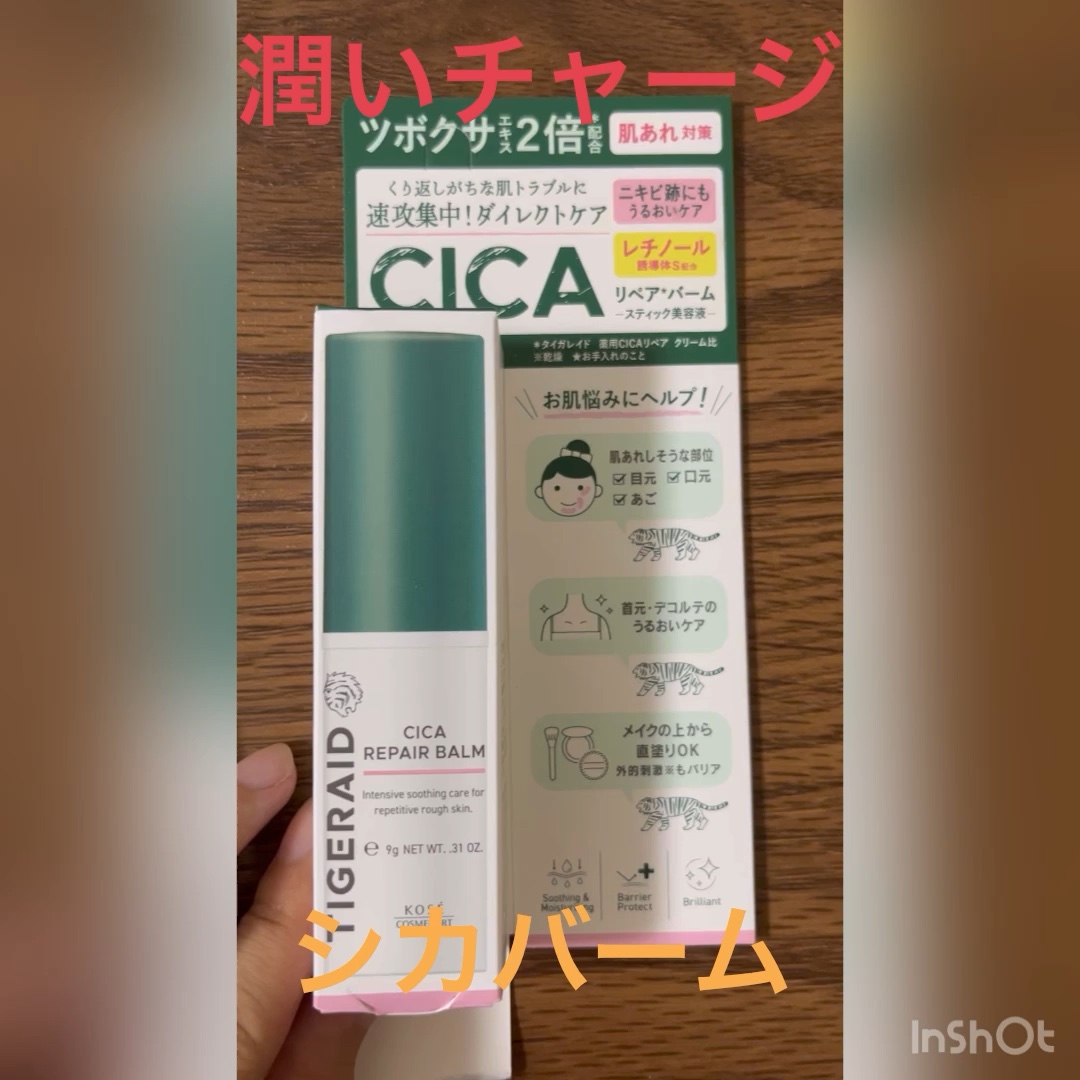 潤いチャージ
ツボクサエキス2倍*配合
肌あれ対策
くり返しがちな肌トラブルに
速攻集中!ダイレクトケア
ニキビ跡にも
うるおいケア
レチノール
誘導体S配合
CICA
リペア*バーム
-スティック美容液-
*タイガレイド 薬用CICAリペア クリーム比
※乾燥 ★お手入れのこと
お肌悩みにヘルプ!
肌あれしそうな部位
目元 口元
あご
首元・デコルテの
うるおいケア
メイクの上から
直塗りOK
外的刺激※もバリア
Soothing &
Barrier
Protect
Brilliant
TIGERAID
CICA
REPAIR BALM
Intensive soothing care for
repetitive rough skin.
e 9g NET WT. .31 OZ.
KOSÉ
COSMEPORT
シカバーム
InShOt